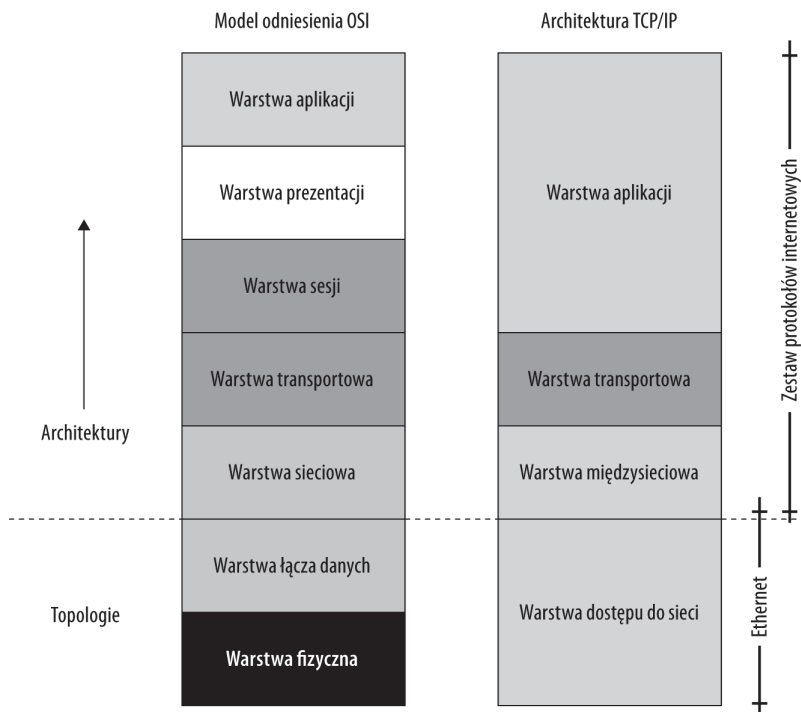 Model odniesienia OSI
Architektura TCP/IP
Warstwa aplikacji
Warstwa prezentacji
Warstwa sesji
Warstwa transportowa
Warstwa sieciowa
Warstwa łącza danych
Warstwa fizyczna
Warstwa aplikacji
Warstwa transportowa
Warstwa międzysieciowa
Warstwa dostępu do sieci
Architektury
Topologie
Zestaw protokołów internetowych
Ethernet